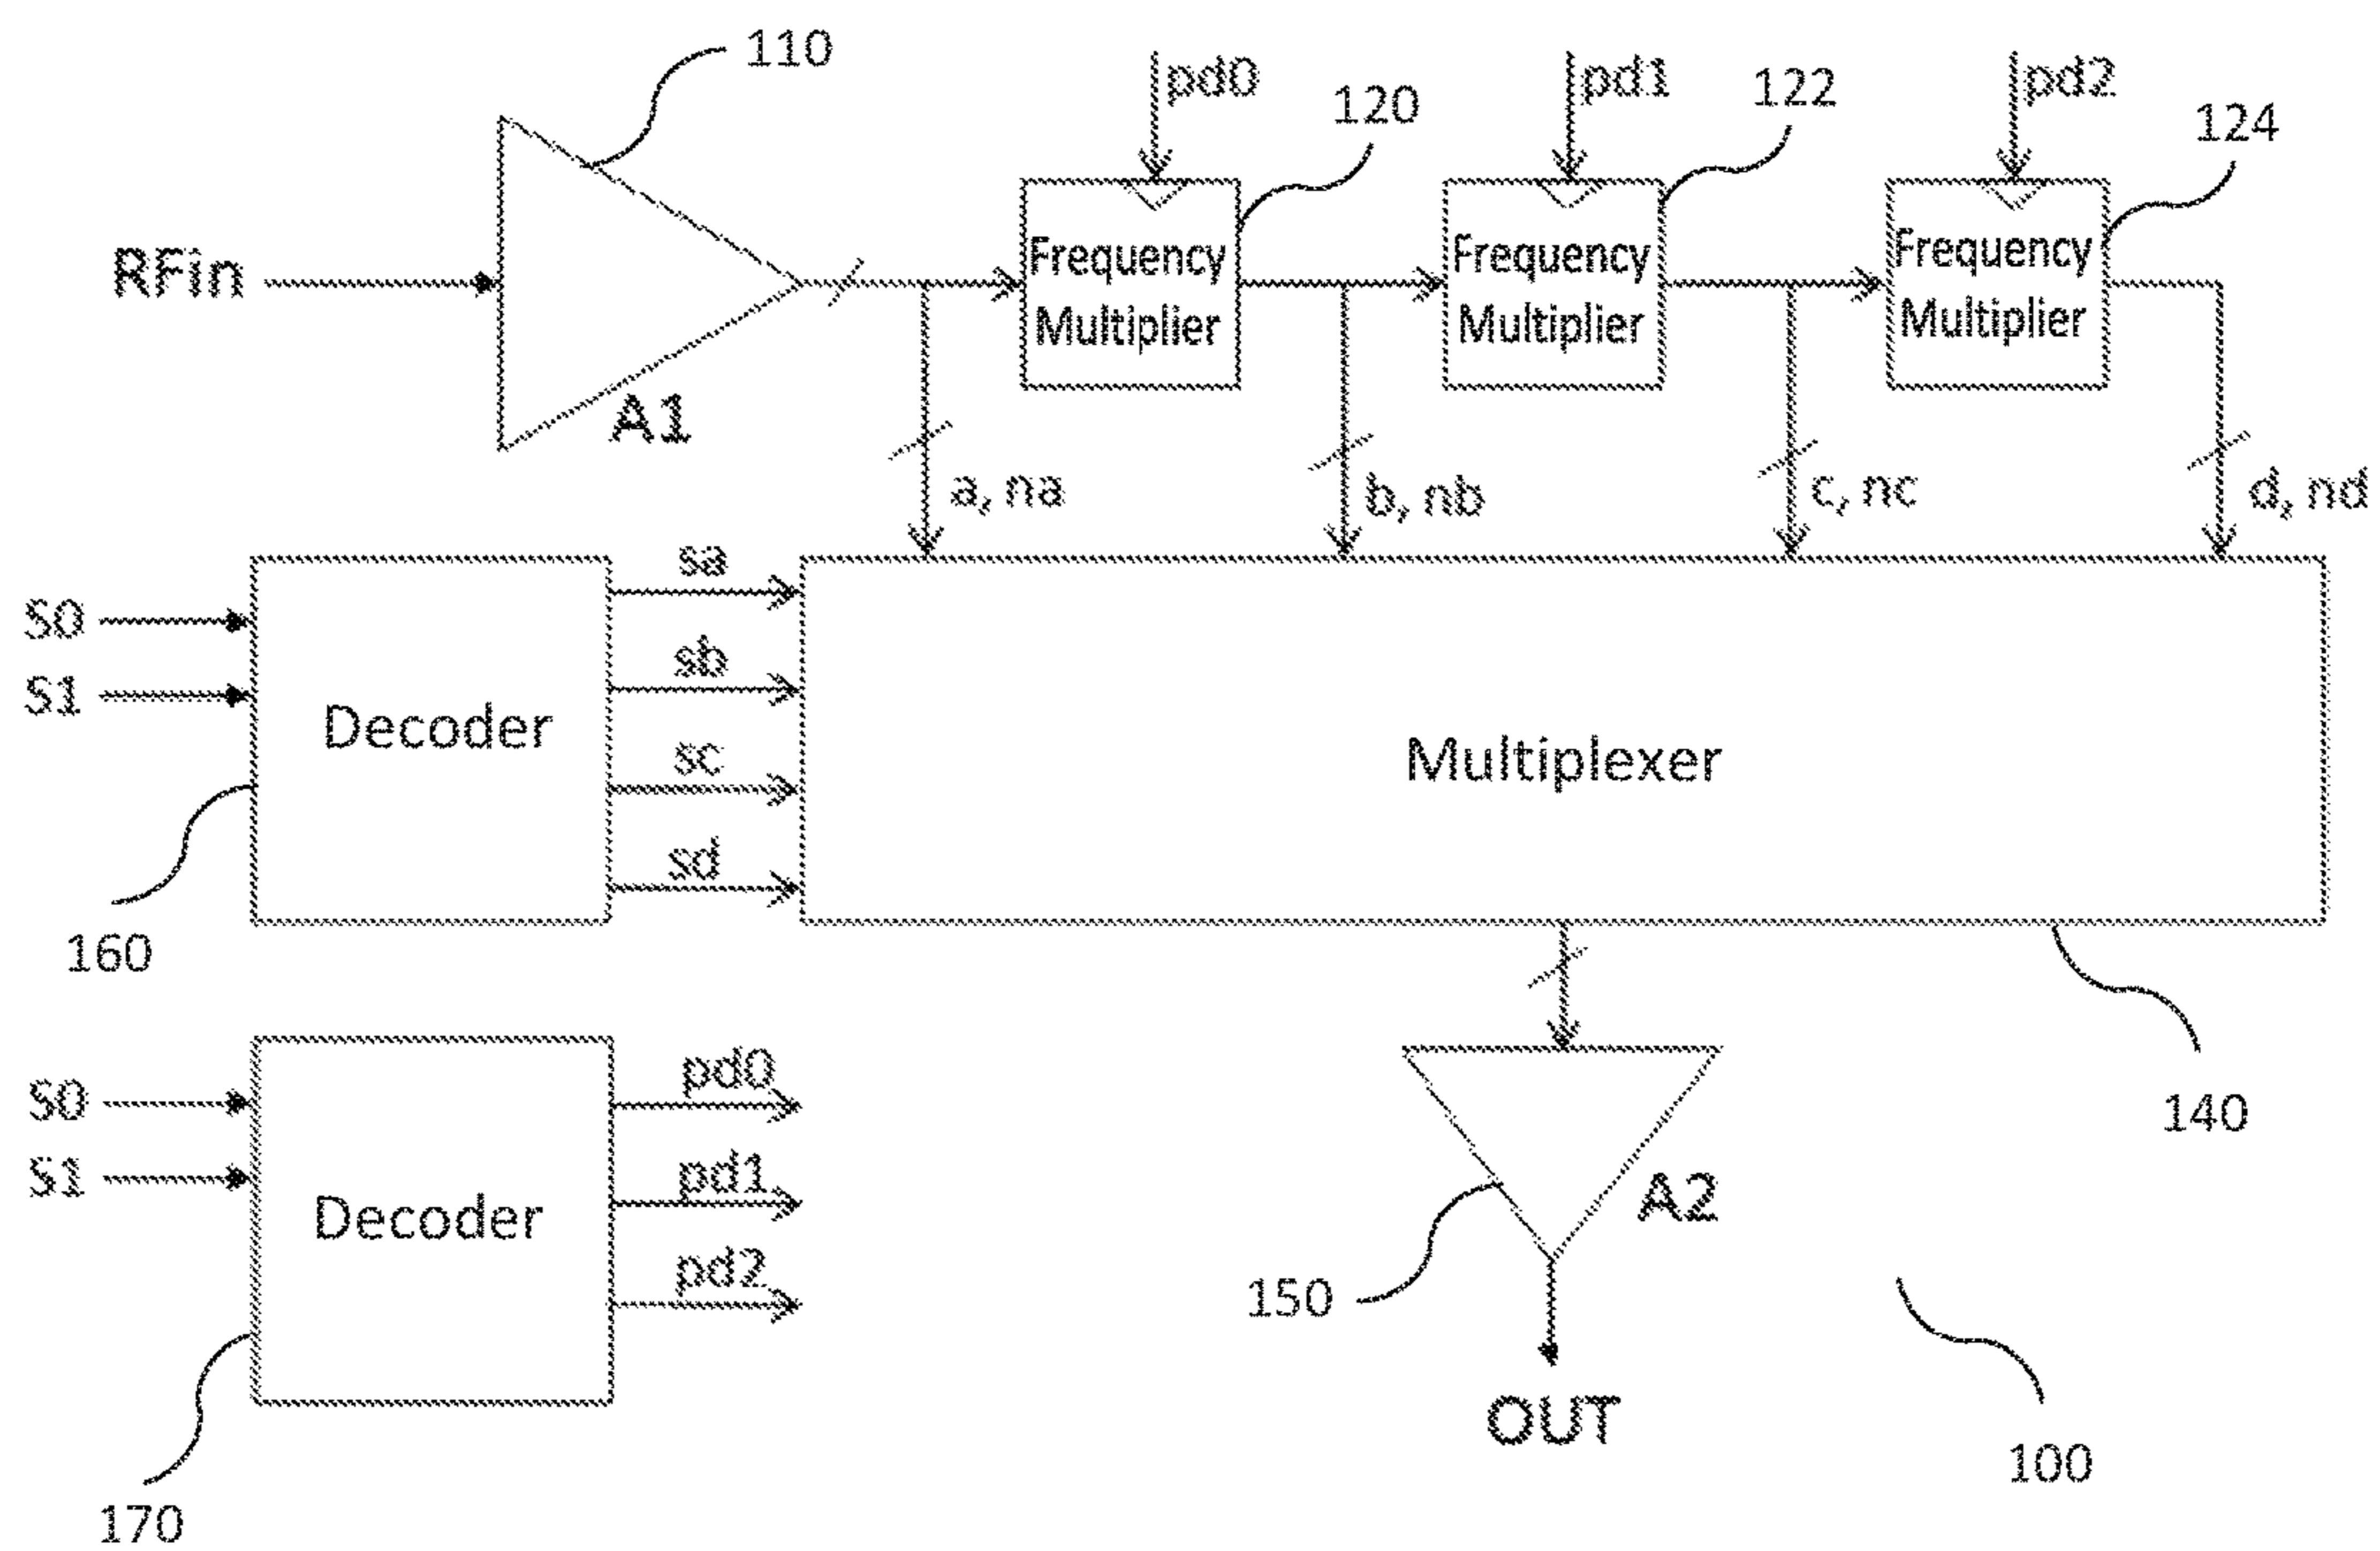 110
pd0
120
pd1
122
pd2
124
RFin
A1
Frequency
Multiplier
Frequency
Multiplier
Frequency
Multiplier
a, na
b, nb
c, nc
d, nd
S0
S1
Decoder
sa
sb
sc
sd
Multiplexer
160
140
S0
S1
Decoder
pd0
pd1
pd2
170
A2
150
OUT
100